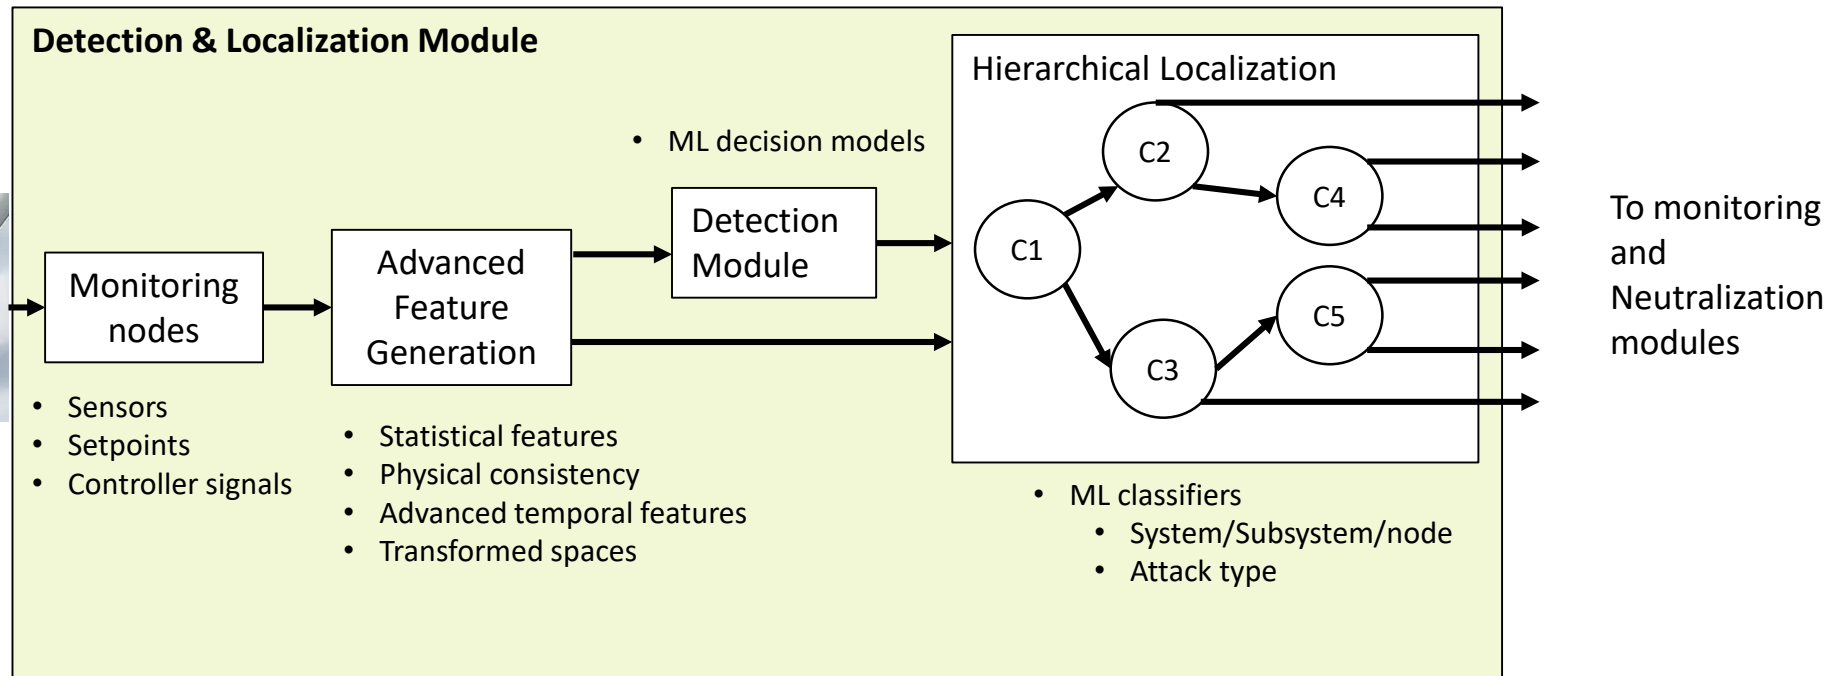 Detection & Localization Module
Hierarchical Localization
• ML decision models
C2
C4
Detection
Module
C1
Monitoring
nodes
Advanced
Feature
Generation
C5
C3
• Sensors
• Setpoints
• Controller signals
• Statistical features
• Physical consistency
• Advanced temporal features
• Transformed spaces
• ML classifiers
• System/Subsystem/node
• Attack type
To monitoring
and
Neutralization
modules